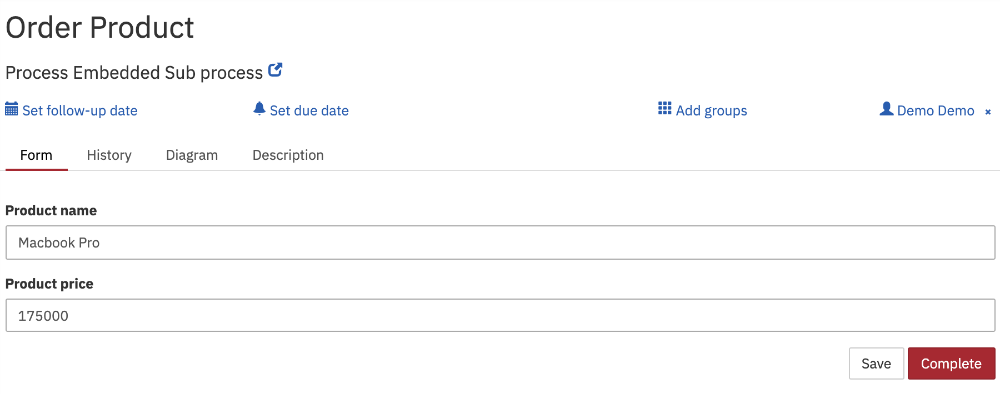 Order Product
Process Embedded Sub process
Set follow-up date Set due date Add groups Demo Demo ×
Form History Diagram Description
Product name
Macbook Pro
Product price
175000
Save Complete